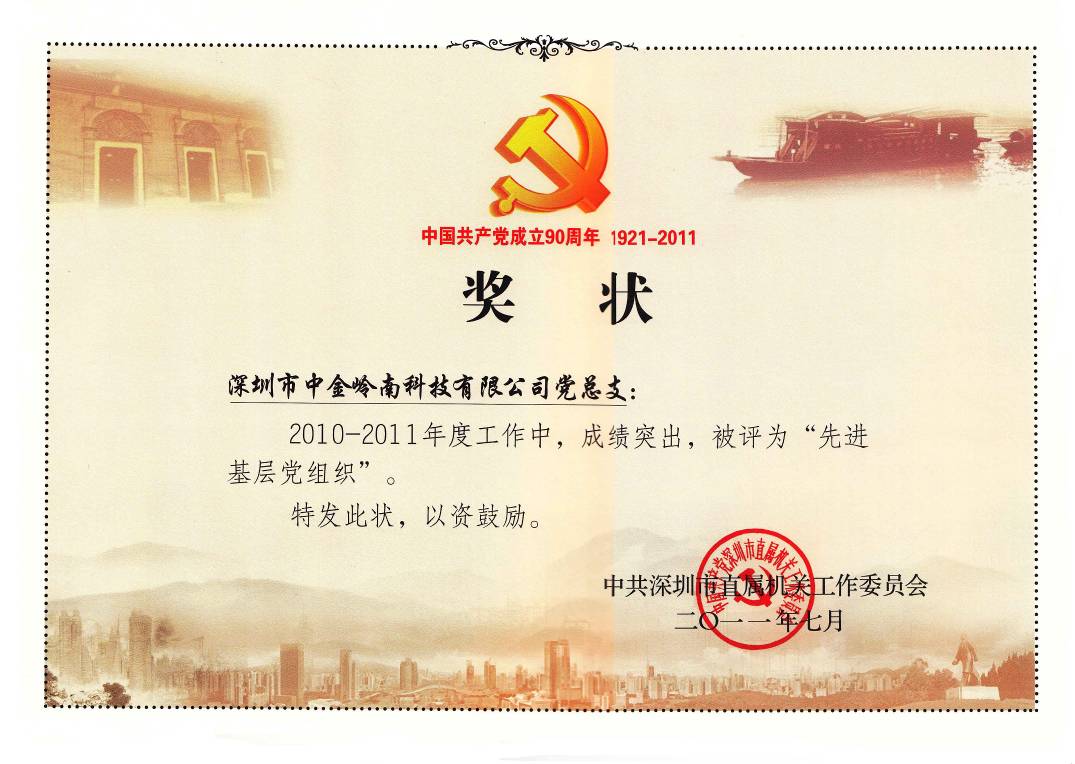 中国共产党成立90周年 1921-2011
奖 状
深圳市中金岭南科技有限公司党总支：
2010-2011年度工作中，成绩突出，被评为“先进
基层党组织”。
特发此状，以资鼓励。
中国共产党深圳市直属机关工作委员会
中共深圳市直属机关工作委员会
二〇一一年七月